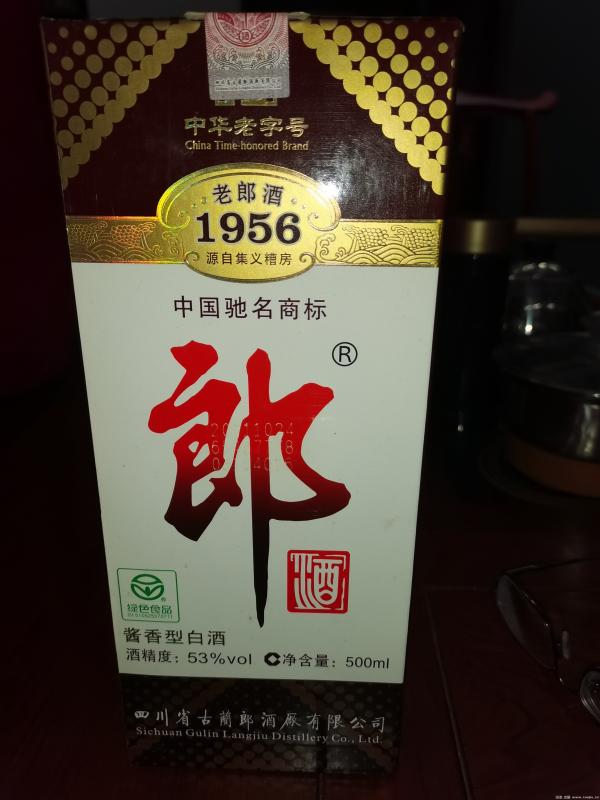 中华老字号
China Time-honored Brand
老郎酒
1956
源自集义糟房
中国驰名商标
郎
®
酒
绿色食品
酱香型白酒
酒精度：53%vol 净含量：500ml
四川省古蔺郎酒厂有限公司
Sichuan Gulin Langjiu Distillery Co., Ltd.